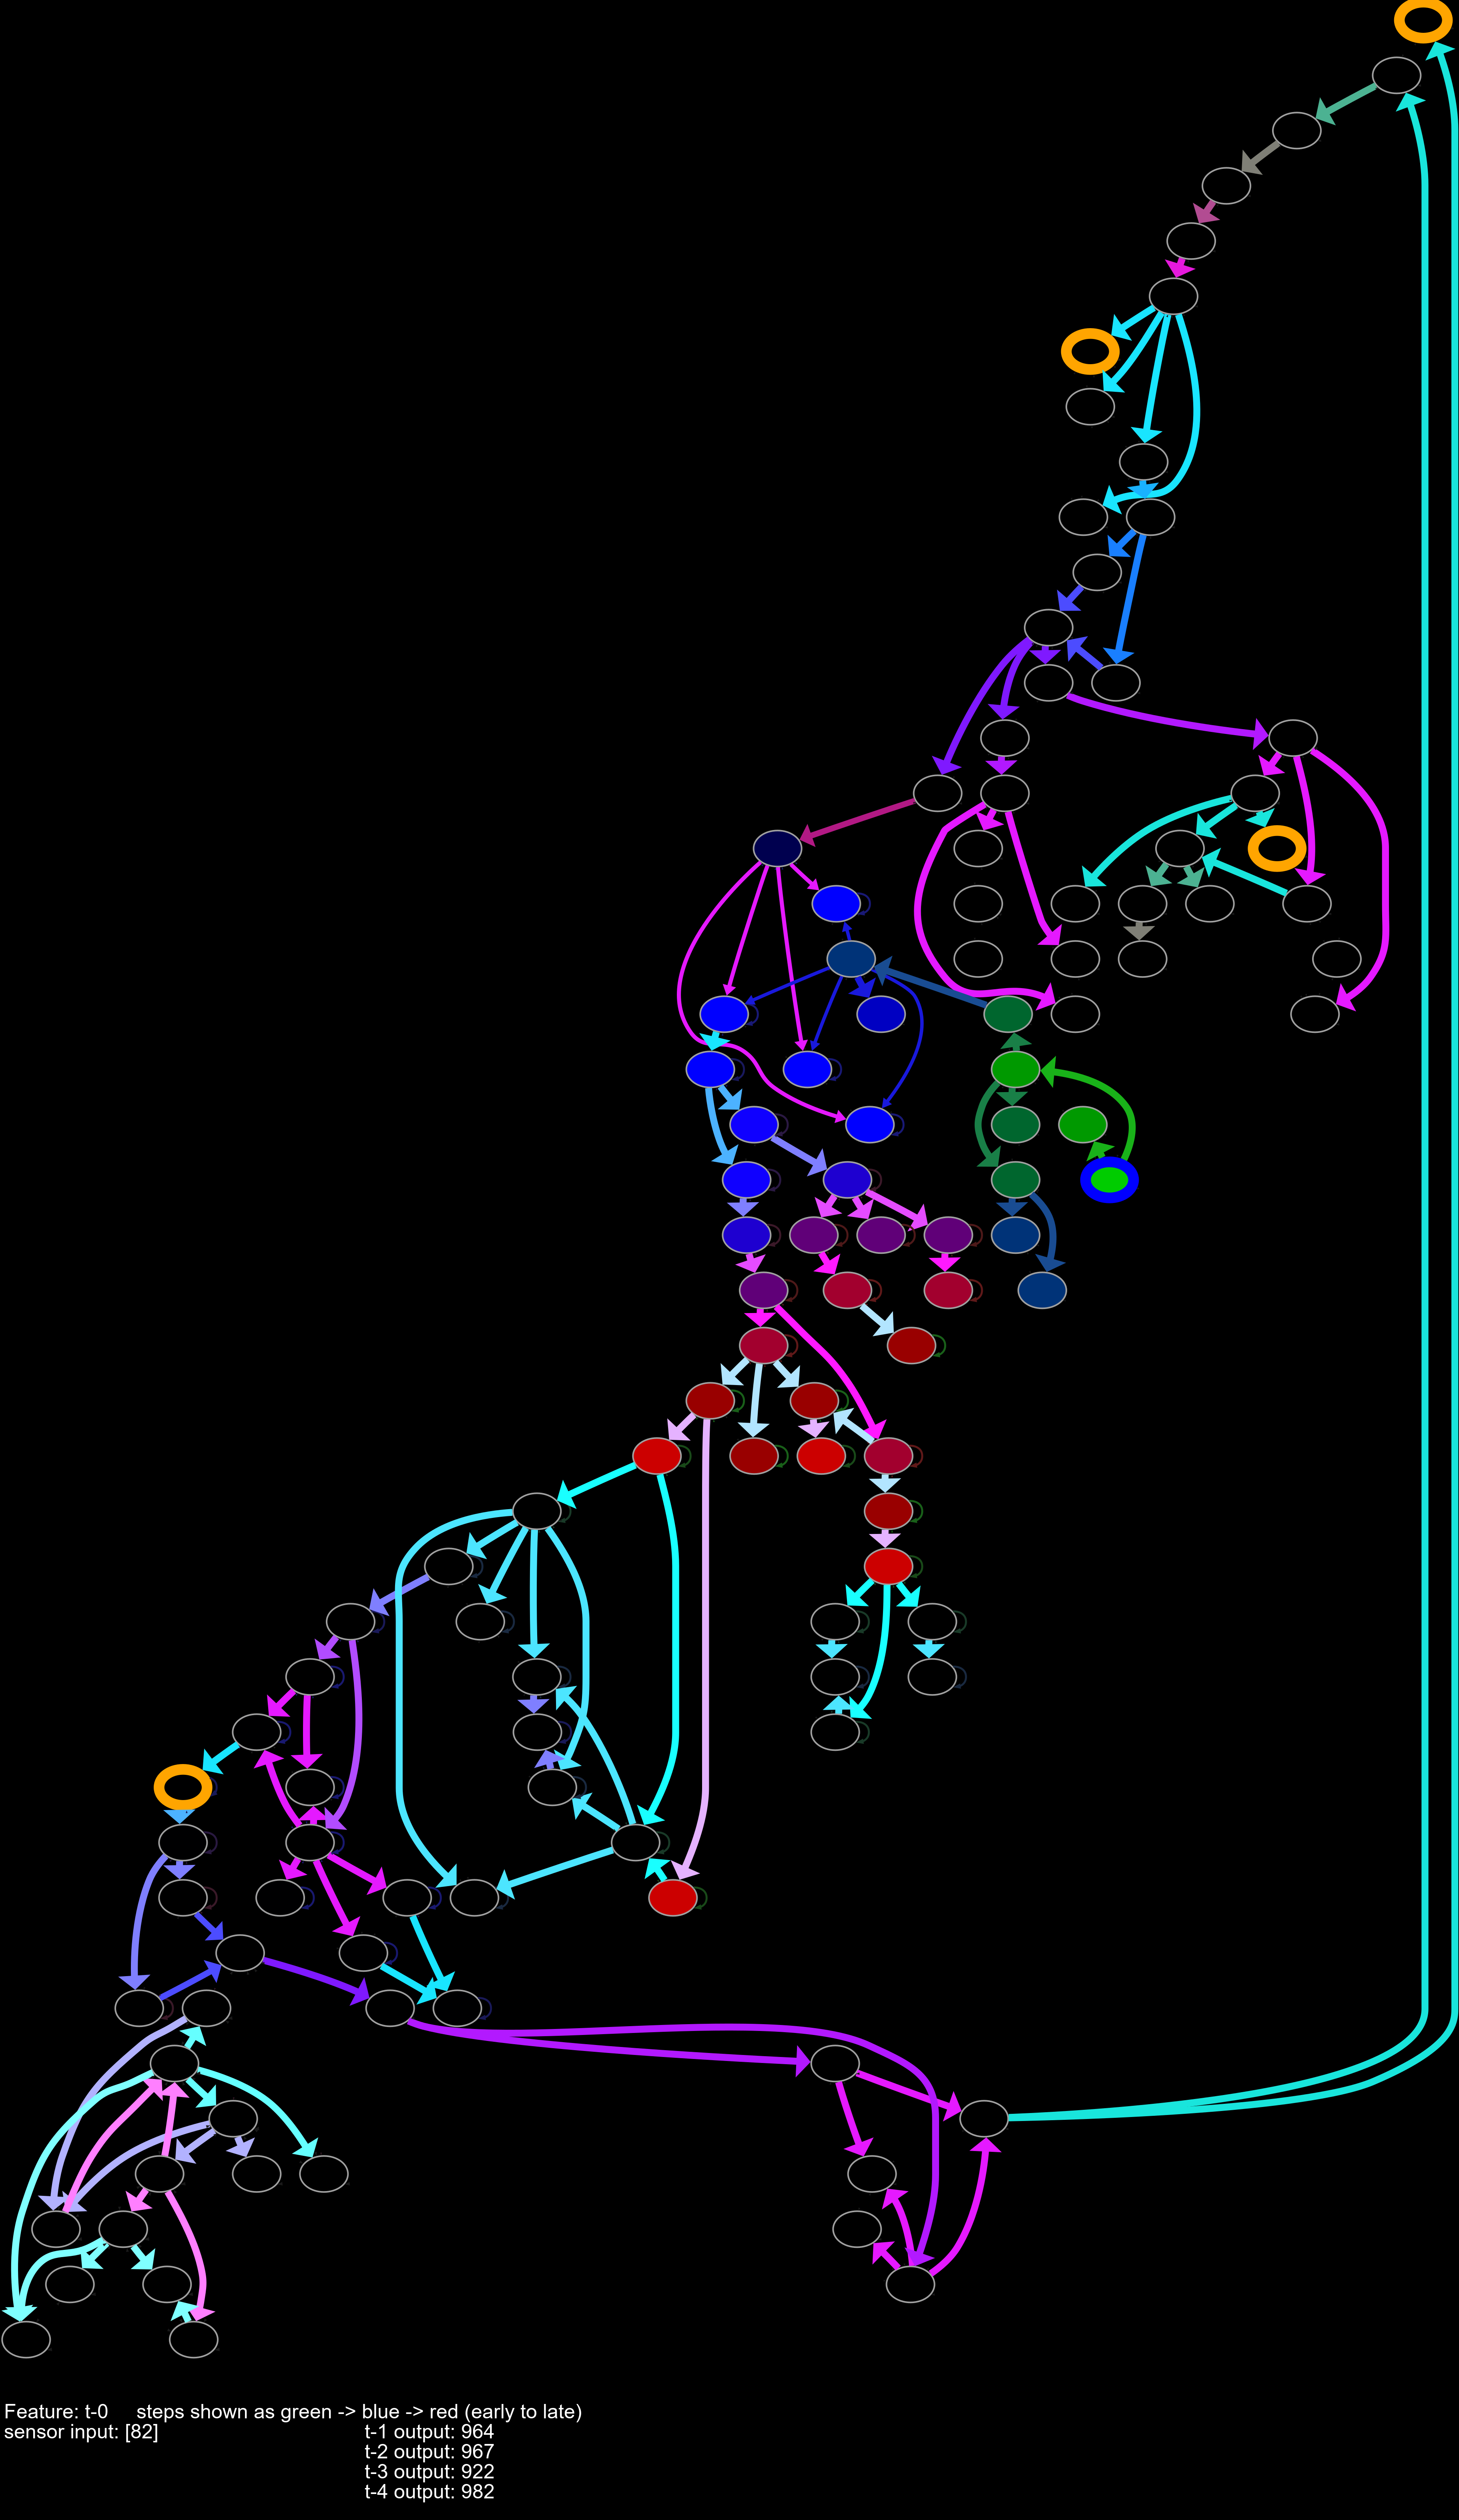 Feature: t-0 steps shown as green -> blue -> red (early to late)
sensor input: [82] t-1 output: 964
t-2 output: 967
t-3 output: 922
t-4 output: 982